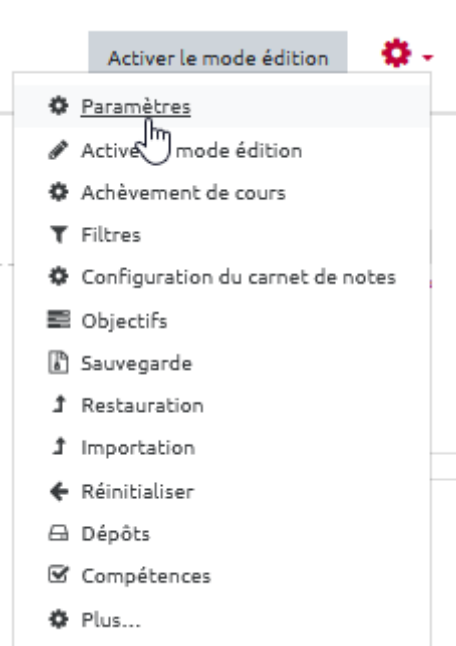 Activer le mode édition
Paramètres
Active mode édition
Achèvement de cours
Filtres
Configuration du carnet de notes
Objectifs
Sauvegarde
Restauration
Importation
Réinitialiser
Dépôts
Compétences
Plus...